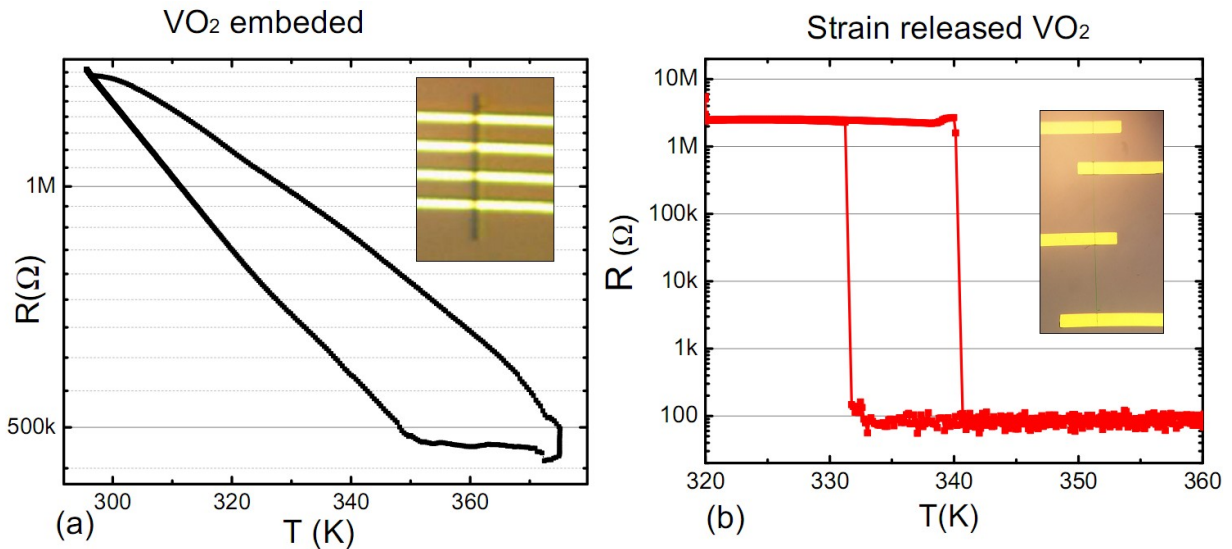 VO₂ embeded
1M
500k
R(Ω)
300
320
340
360
(a)
T (K)
Strain released VO₂
10M
1M
100k
10k
1k
100
R (Ω)
320
330
340
350
360
(b)
T(K)